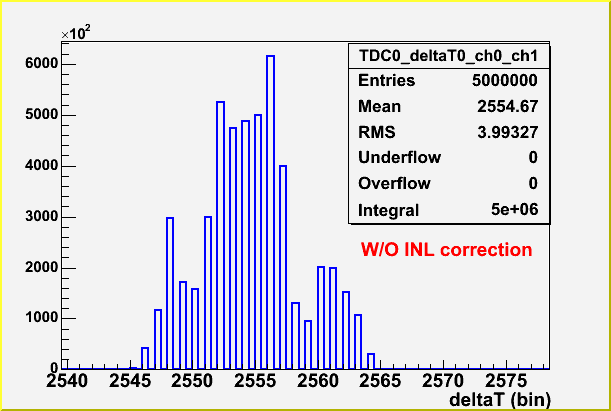 ×10²
6000
5000
4000
3000
2000
1000
0
2540 2545 2550 2555 2560 2565 2570 2575
deltaT (bin)
TDC0_deltaT0_ch0_ch1
Entries 5000000
Mean 2554.67
RMS 3.99327
Underflow 0
Overflow 0
Integral 5e+06
W/O INL correction